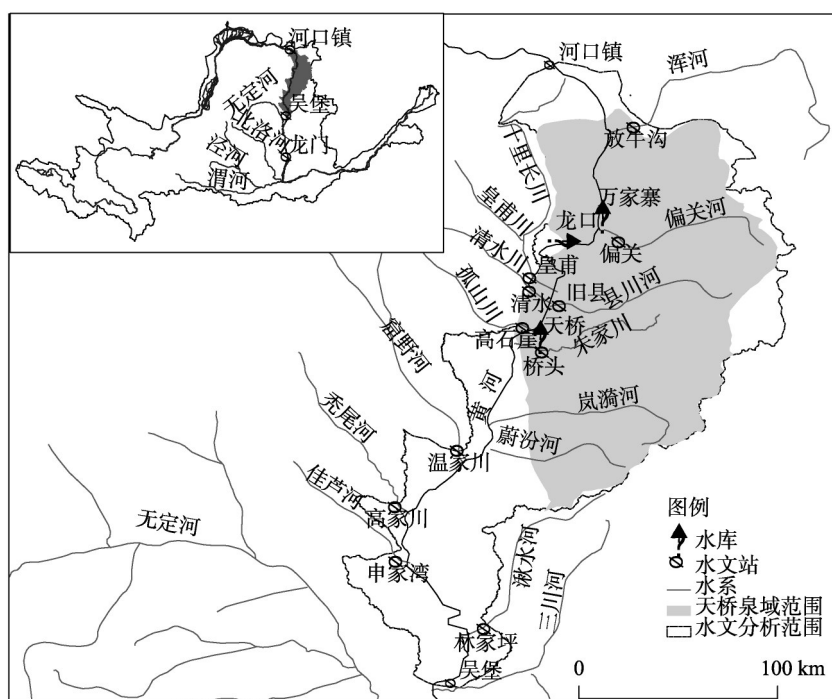 河口镇
无定河
吴堡
北洛河
泾河
龙门
渭河
河口镇
浑河
放牛沟
十里长川
万家寨
皇甫川
龙口
偏关河
清水川
皇甫
偏关
孤山川
清水
旧县
县川河
天桥
高石崖
朱家川
桥头
窟野河
黄河
岚漪河
秃尾河
蔚汾河
温家川
佳芦河
高家川
无定河
申家湾
湫水河
三川河
林家坪
吴堡
图例
水库
水文站
水系
天桥泉域范围
水文分析范围
0 100 km